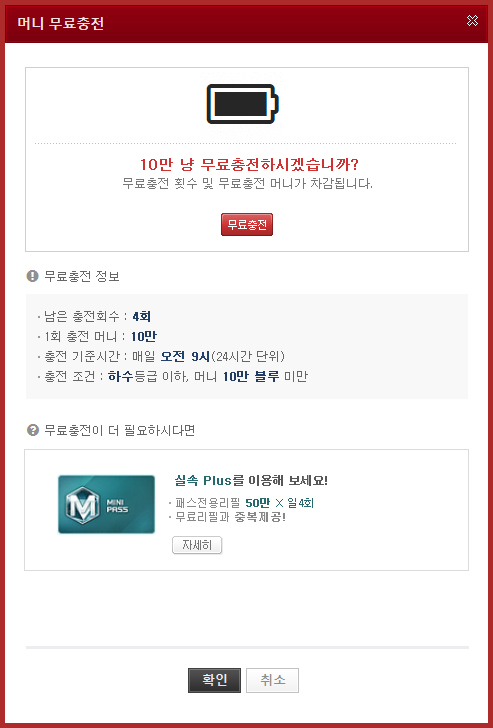 머니 무료충전
10만 냥 무료충전하시겠습니까?
무료충전 횟수 및 무료충전 머니가 차감됩니다.
무료충전
무료충전 정보
· 남은 충전회수 : 4회
· 1회 충전 머니 : 10만
· 충전 기준시간 : 매일 오전 9시(24시간 단위)
· 충전 조건 : 하수등급 이하, 머니 10만 블루 미만
무료충전이 더 필요하시다면
M MINI PASS
실속 Plus를 이용해 보세요!
· 패스전용리필 50만 X 일4회
· 무료리필과 중복제공!
자세히
확인
취소